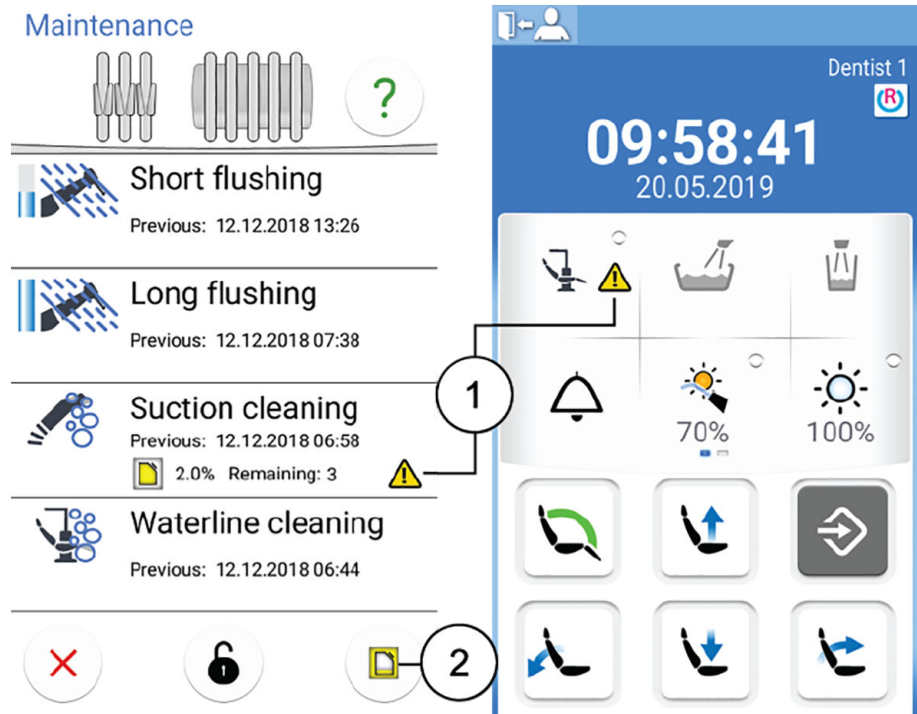 Maintenance
?
Short flushing
Previous: 12.12.2018 13:26
Long flushing
Previous: 12.12.2018 07:38
Suction cleaning
Previous: 12.12.2018 06:58
2.0% Remaining: 3
Waterline cleaning
Previous: 12.12.2018 06:44
1
2
Dentist 1
R
09:58:41
20.05.2019
70%
100%